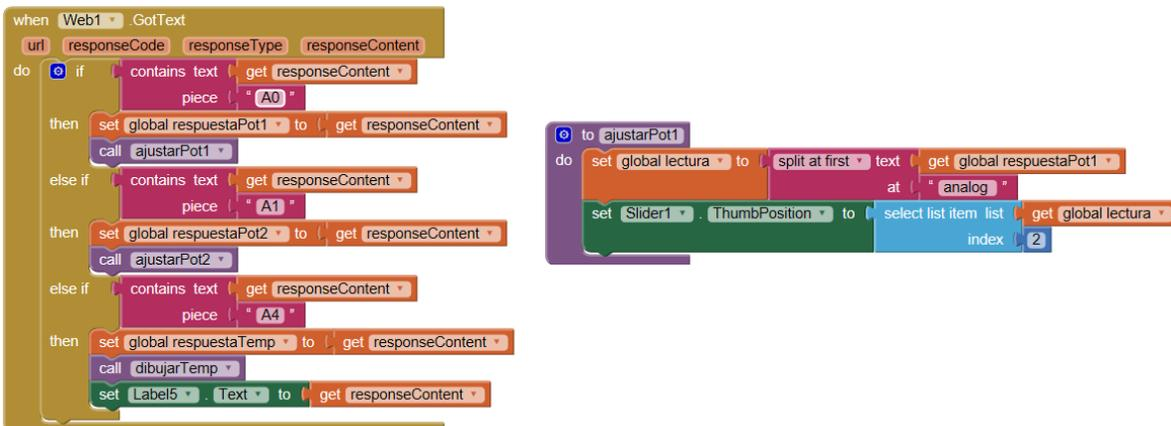 when Web1 .GotText
url responseCode responseType responseContent
do if contains text get responseContent
piece " A0 "
then set global respuestaPot1 to get responseContent
call ajustarPot1
else if contains text get responseContent
piece " A1 "
then set global respuestaPot2 to get responseContent
call ajustarPot2
else if contains text get responseContent
piece " A4 "
then set global respuestaTemp to get responseContent
call dibujarTemp
set Label5 . Text to get responseContent
to ajustarPot1
do set global lectura to split at first text get global respuestaPot1
at " analog "
set Slider1 . ThumbPosition to select list item list get global lectura
index 2